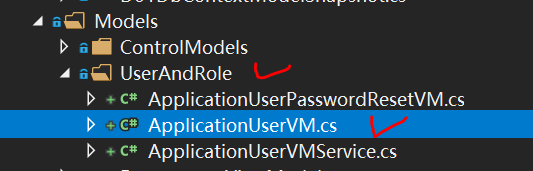 Models
ControlModels
UserAndRole
C# ApplicationUserPasswordResetVM.cs
C# ApplicationUserVM.cs
C# ApplicationUserVMService.cs